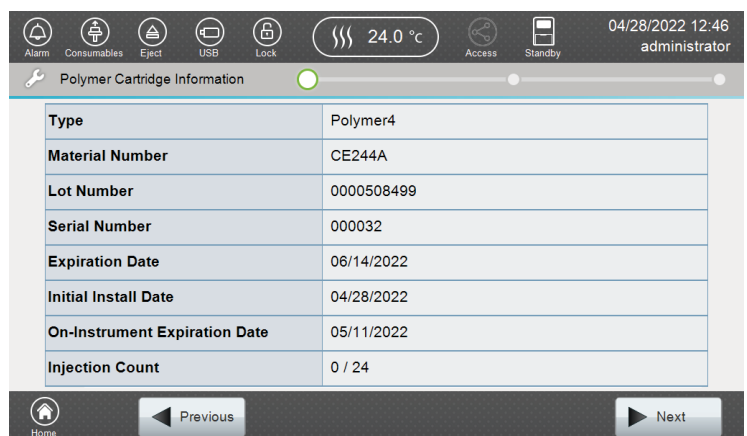 04/28/2022 12:46
24.0 °c
administrator
Alarm Consumables Eject USB Lock Access Standby
Polymer Cartridge Information
Type Polymer4
Material Number CE244A
Lot Number 0000508499
Serial Number 000032
Expiration Date 06/14/2022
Initial Install Date 04/28/2022
On-Instrument Expiration Date 05/11/2022
Injection Count 0 / 24
Previous Next
Home